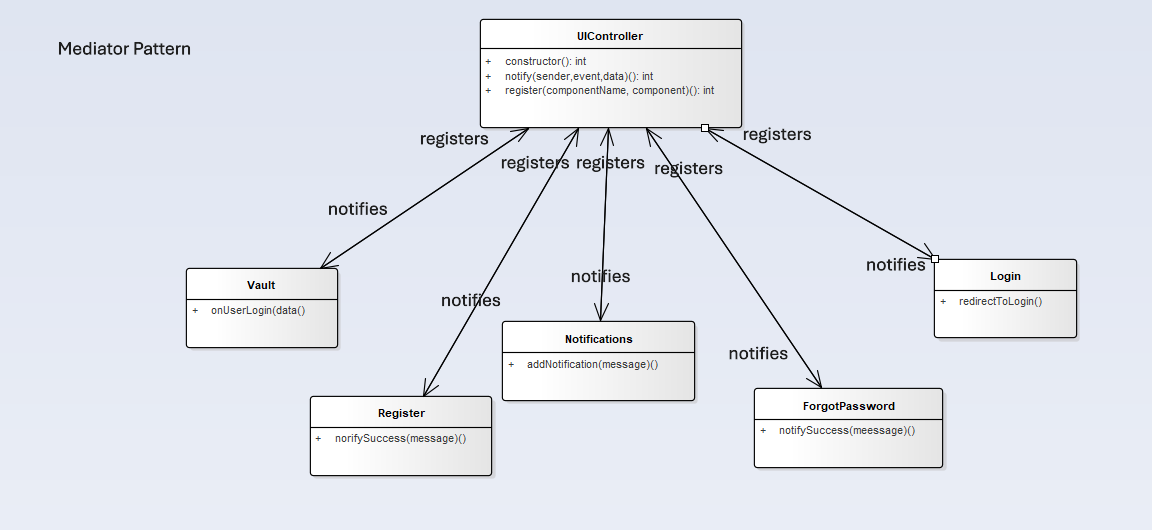 Mediator Pattern
UIController
+ constructor(): int
+ notify(sender,event,data)(): int
+ register(componentName, component)(): int
registers
registers
registers
registers
registers
notifies
notifies
notifies
notifies
notifies
Vault
+ onUserLogin(data()
Login
+ redirectToLogin()
Notifications
+ addNotification(message)()
Register
+ norifySuccess(message)()
ForgotPassword
+ notifySuccess(meessage)()